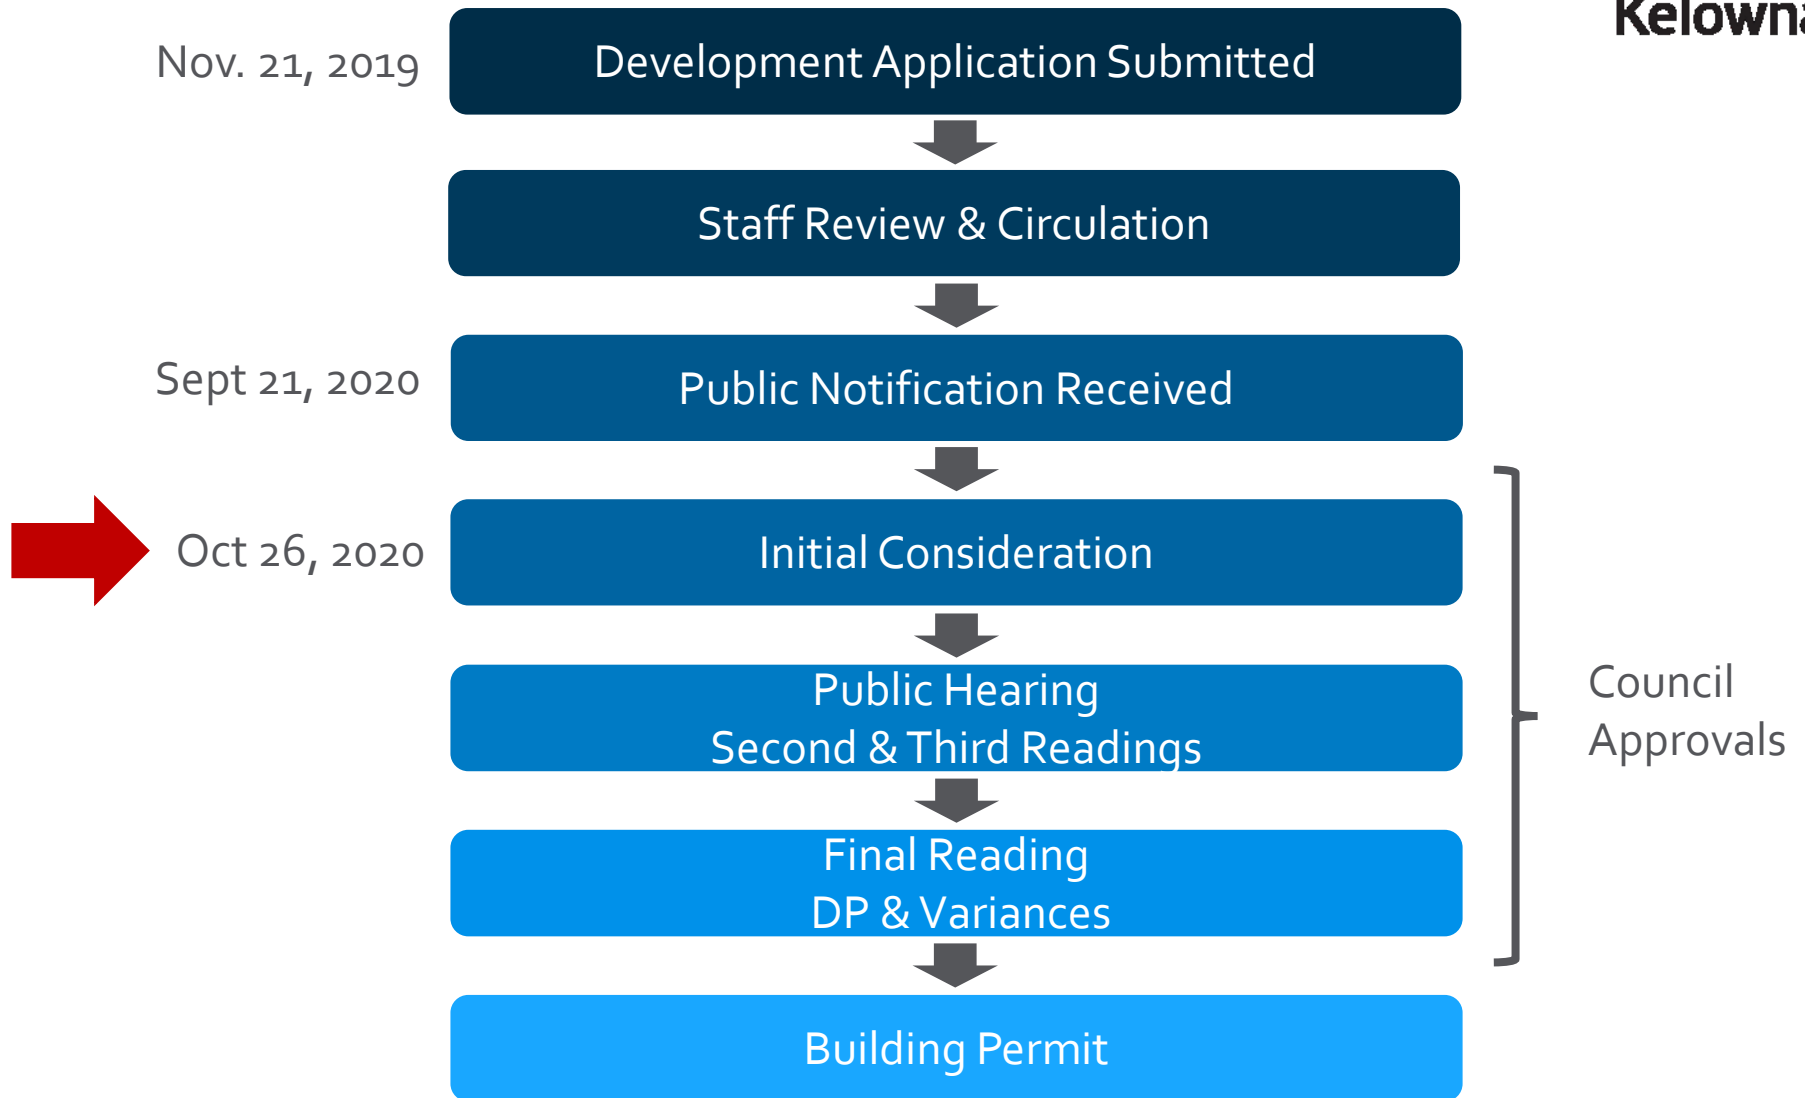 Kelowna
Nov. 21, 2019
Development Application Submitted
Staff Review & Circulation
Sept 21, 2020
Public Notification Received
Oct 26, 2020
Initial Consideration
Public Hearing
Second & Third Readings
Council
Approvals
Final Reading
DP & Variances
Building Permit